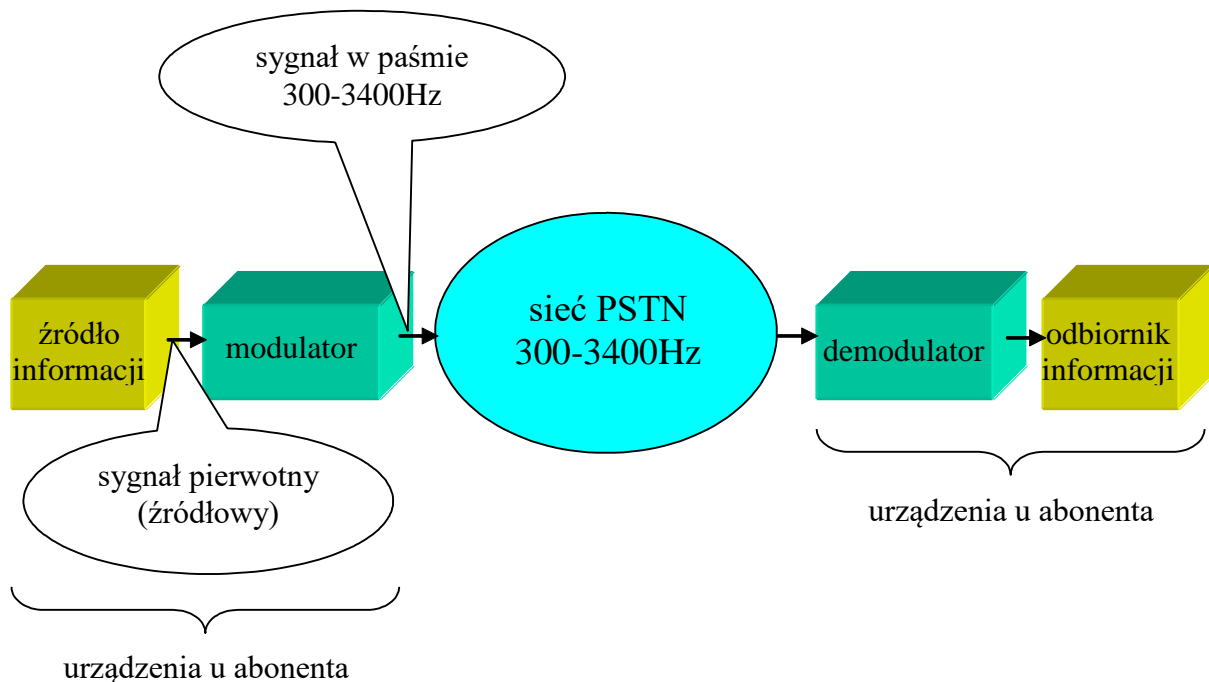 sygnał w paśmie
300-3400Hz
źródło
informacji
modulator
sieć PSTN
300-3400Hz
demodulator
odbiornik
informacji
sygnał pierwotny
(źródłowy)
urządzenia u abonenta
urządzenia u abonenta